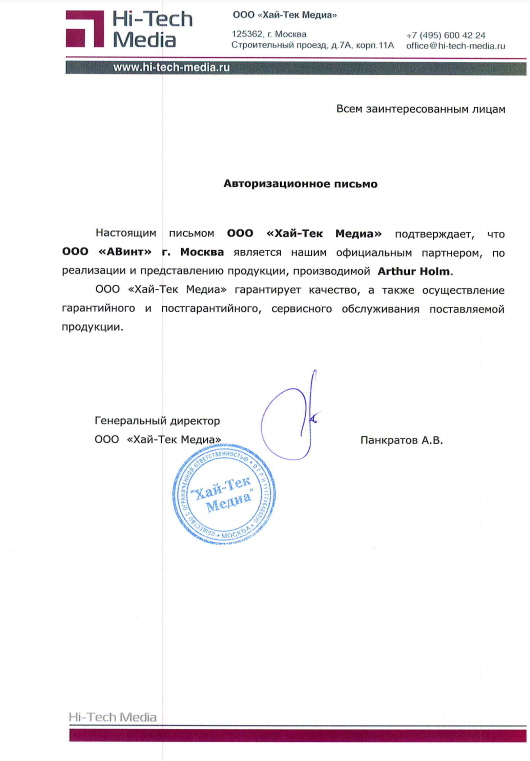 Hi-Tech
Media
ООО «Хай-Тек Медиа»
125362, г. Москва
Строительный проезд, д.7А, корп.11А
+7 (495) 600 42 24
office@hi-tech-media.ru
www.hi-tech-media.ru
Всем заинтересованным лицам
Авторизационное письмо
Настоящим письмом ООО «Хай-Тек Медиа» подтверждает, что
ООО «АВинт» г. Москва является нашим официальным партнером, по
реализации и представлению продукции, производимой Arthur Holm.
ООО «Хай-Тек Медиа» гарантирует качество, а также осуществление
гарантийного и постгарантийного, сервисного обслуживания поставляемой
продукции.
Генеральный директор
ООО «Хай-Тек Медиа»
Панкратов А.В.
ОБЩЕСТВО С ОГРАНИЧЕННОЙ ОТВЕТСТВЕННОСТЬЮ
МОСКВА
"Хай-Тек
Медиа"
Hi-Tech Media